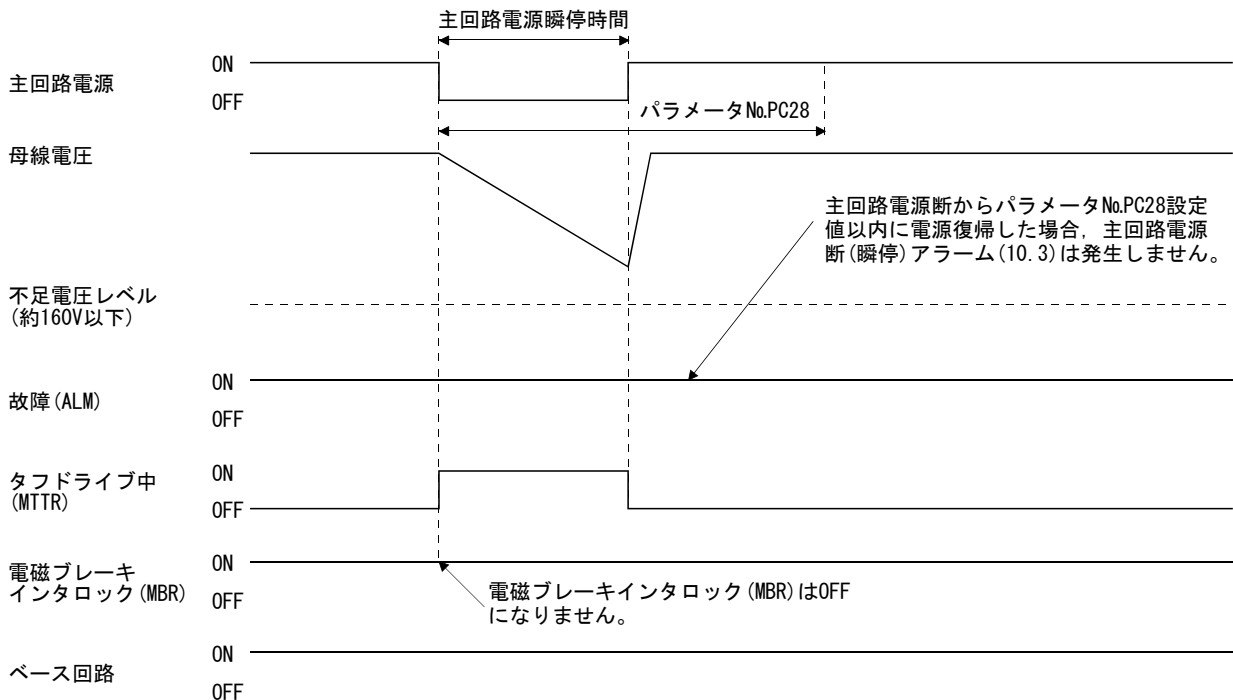 主回路電源瞬停時間
主回路電源
ON
OFF
パラメータNo.PC28
母線電圧
主回路電源断からパラメータNo.PC28設定
値以内に電源復帰した場合，主回路電源
断(瞬停)アラーム(10.3)は発生しません。
不足電圧レベル
(約160V以下)
故障(ALM)
ON
OFF
タフドライブ中
(MTTR)
ON
OFF
電磁ブレーキ
インタロック(MBR)
ON
OFF
電磁ブレーキインタロック(MBR)はOFF
になりません。
ベース回路
ON
OFF